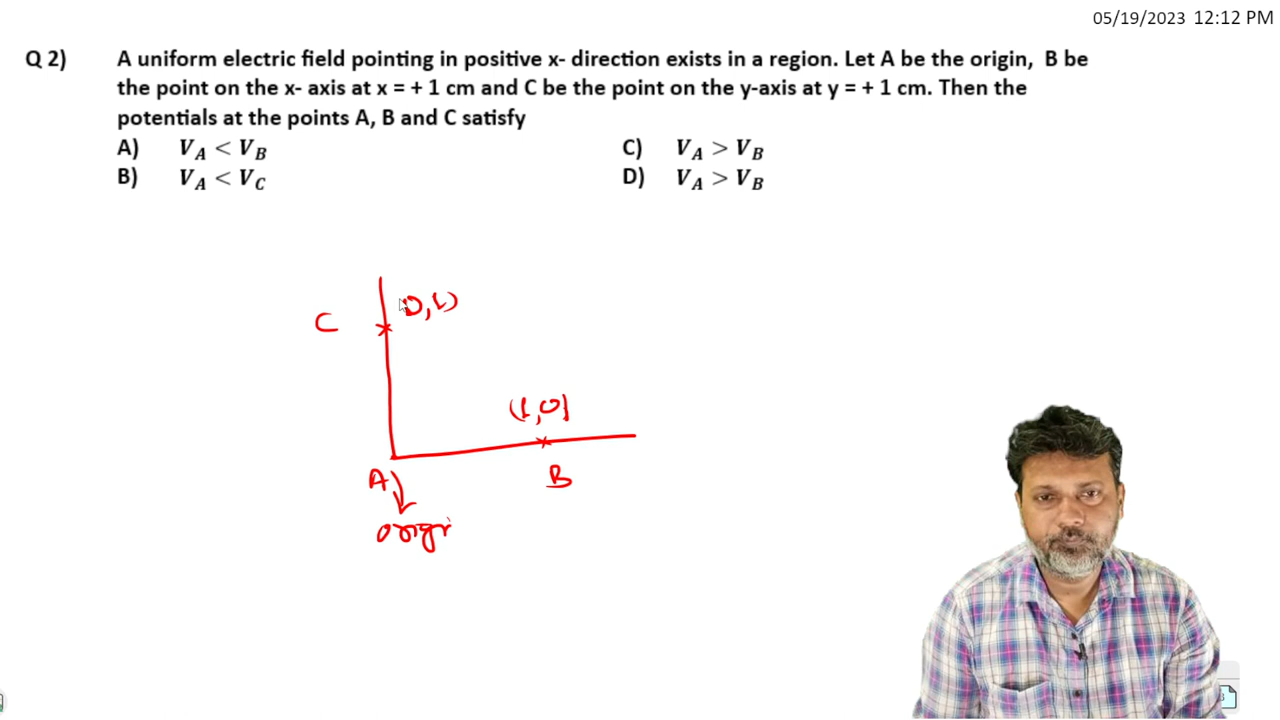 05/19/2023 12:12 PM
Q 2) A uniform electric field pointing in positive x- direction exists in a region. Let A be the origin, B be
the point on the x- axis at x = + 1 cm and C be the point on the y-axis at y = + 1 cm. Then the
potentials at the points A, B and C satisfy
A) V_A < V_B C) V_A > V_B
B) V_A < V_C D) V_A > V_B
C
(1,0)
A
B